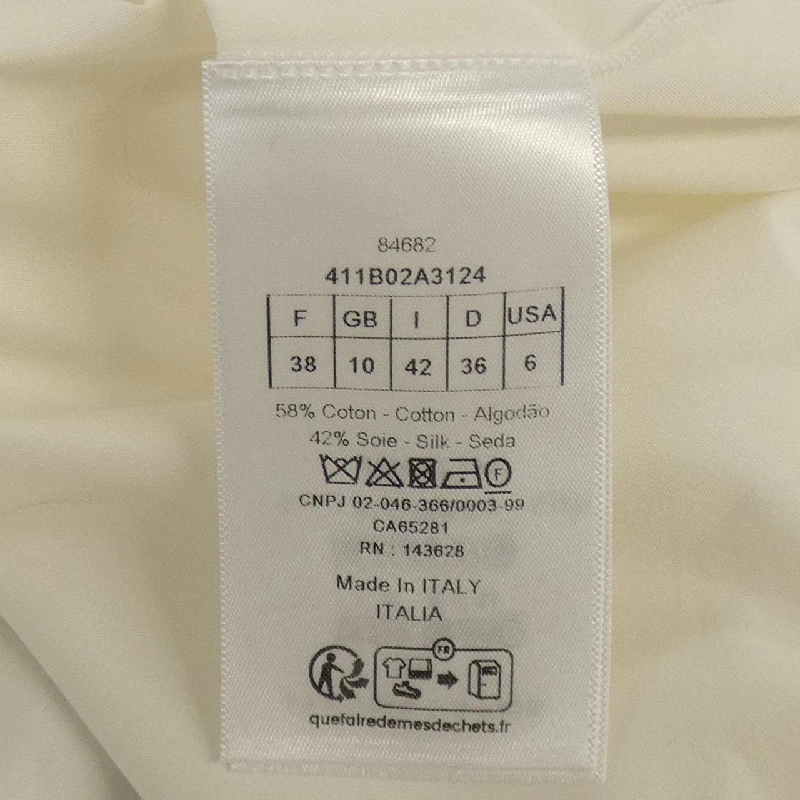 84682
411B02A3124
F GB I D USA
38 10 42 36 6
58% Coton - Cotton - Algodão
42% Soie - Silk - Seda
F
CNPJ 02-046-366/0003-99
CA65281
RN : 143628
Made In ITALY
ITALIA
FR
quefairedemesdechets.fr